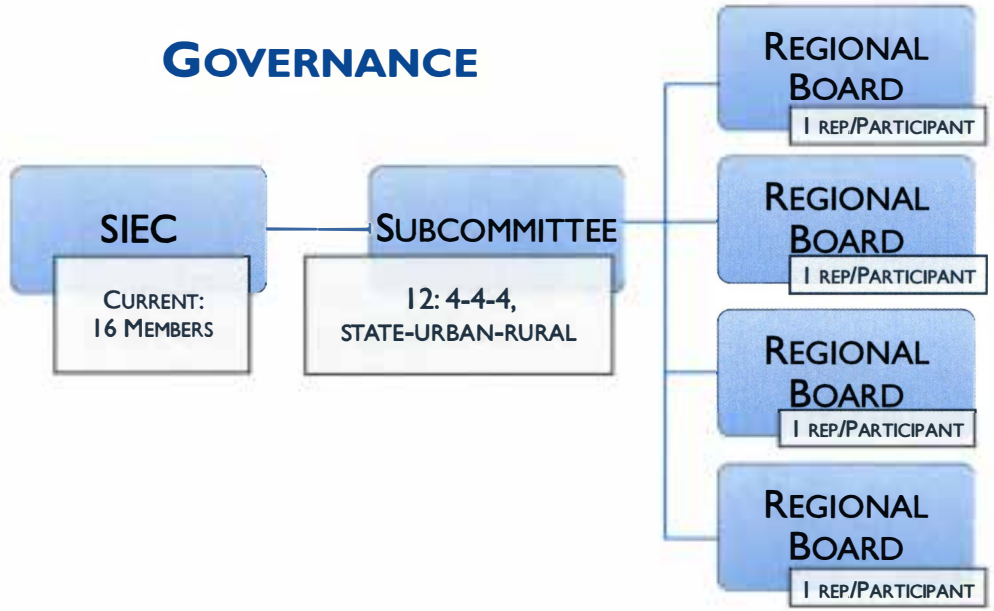 GOVERNANCE
SIEC
CURRENT:
16 MEMBERS
SUBCOMMITTEE
12: 4-4-4,
STATE-URBAN-RURAL
REGIONAL
BOARD
1 REP/PARTICIPANT
REGIONAL
BOARD
1 REP/PARTICIPANT
REGIONAL
BOARD
1 REP/PARTICIPANT
REGIONAL
BOARD
1 REP/PARTICIPANT